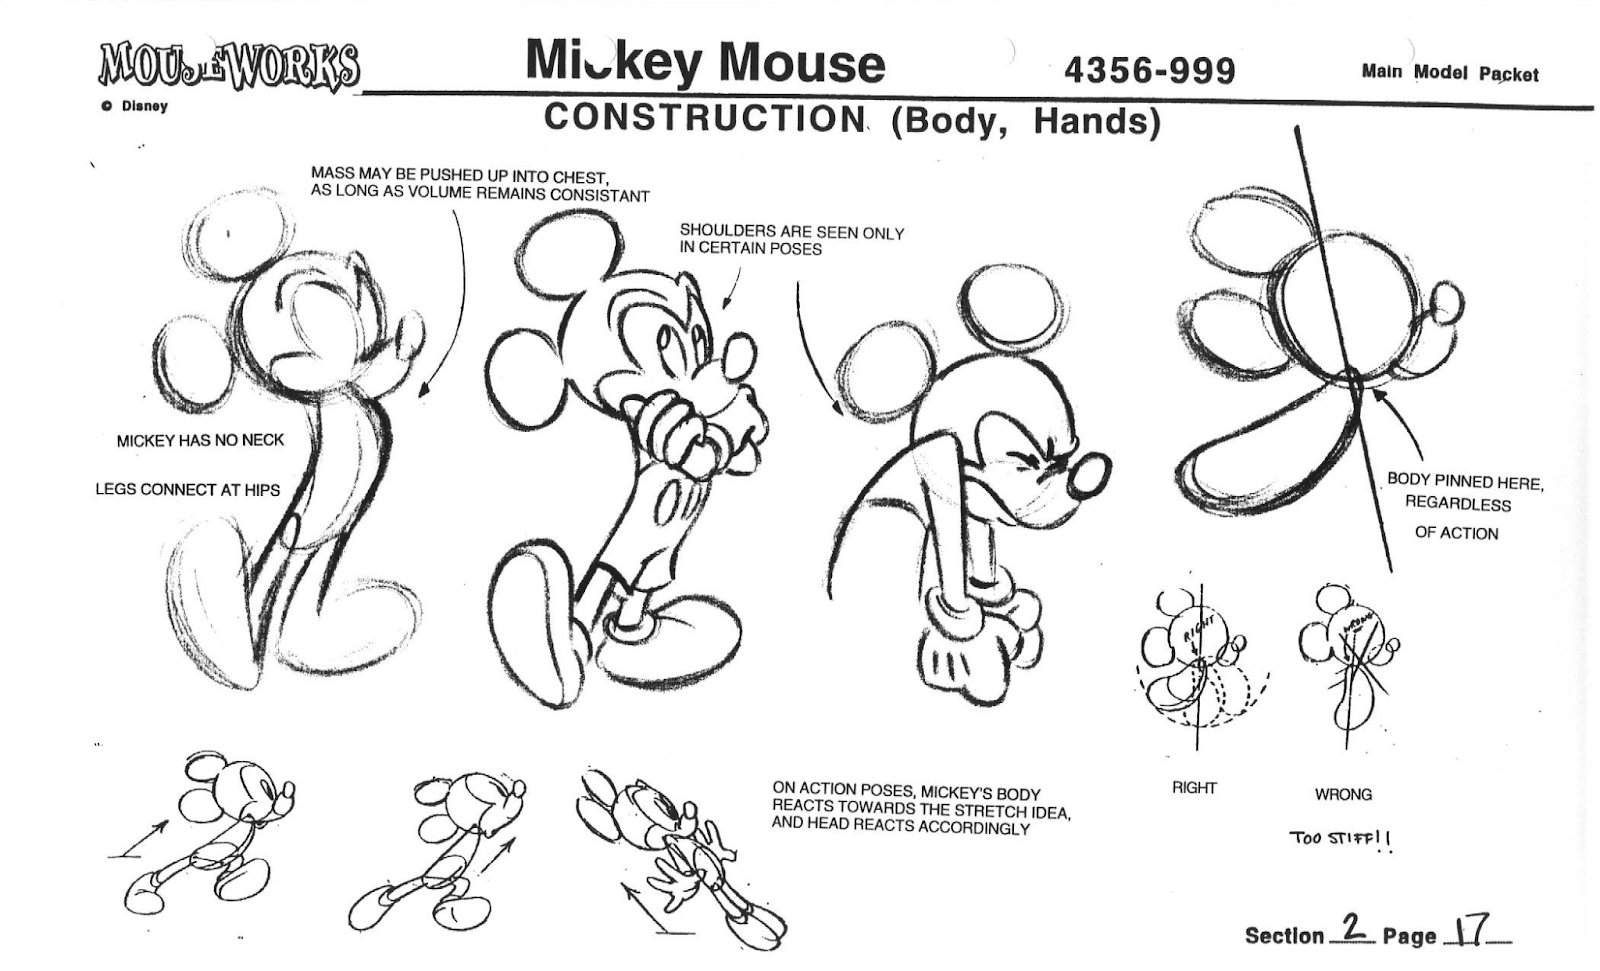 MOUSEWORKS
© Disney
Mickey Mouse
4356-999
Main Model Packet
CONSTRUCTION (Body, Hands)
MASS MAY BE PUSHED UP INTO CHEST,
AS LONG AS VOLUME REMAINS CONSISTANT
SHOULDERS ARE SEEN ONLY
IN CERTAIN POSES
MICKEY HAS NO NECK
LEGS CONNECT AT HIPS
BODY PINNED HERE,
REGARDLESS
OF ACTION
RIGHT
WRONG
RIGHT
WRONG
TOO STIFF!!
ON ACTION POSES, MICKEY'S BODY
REACTS TOWARDS THE STRETCH IDEA,
AND HEAD REACTS ACCORDINGLY
Section 2 Page 17